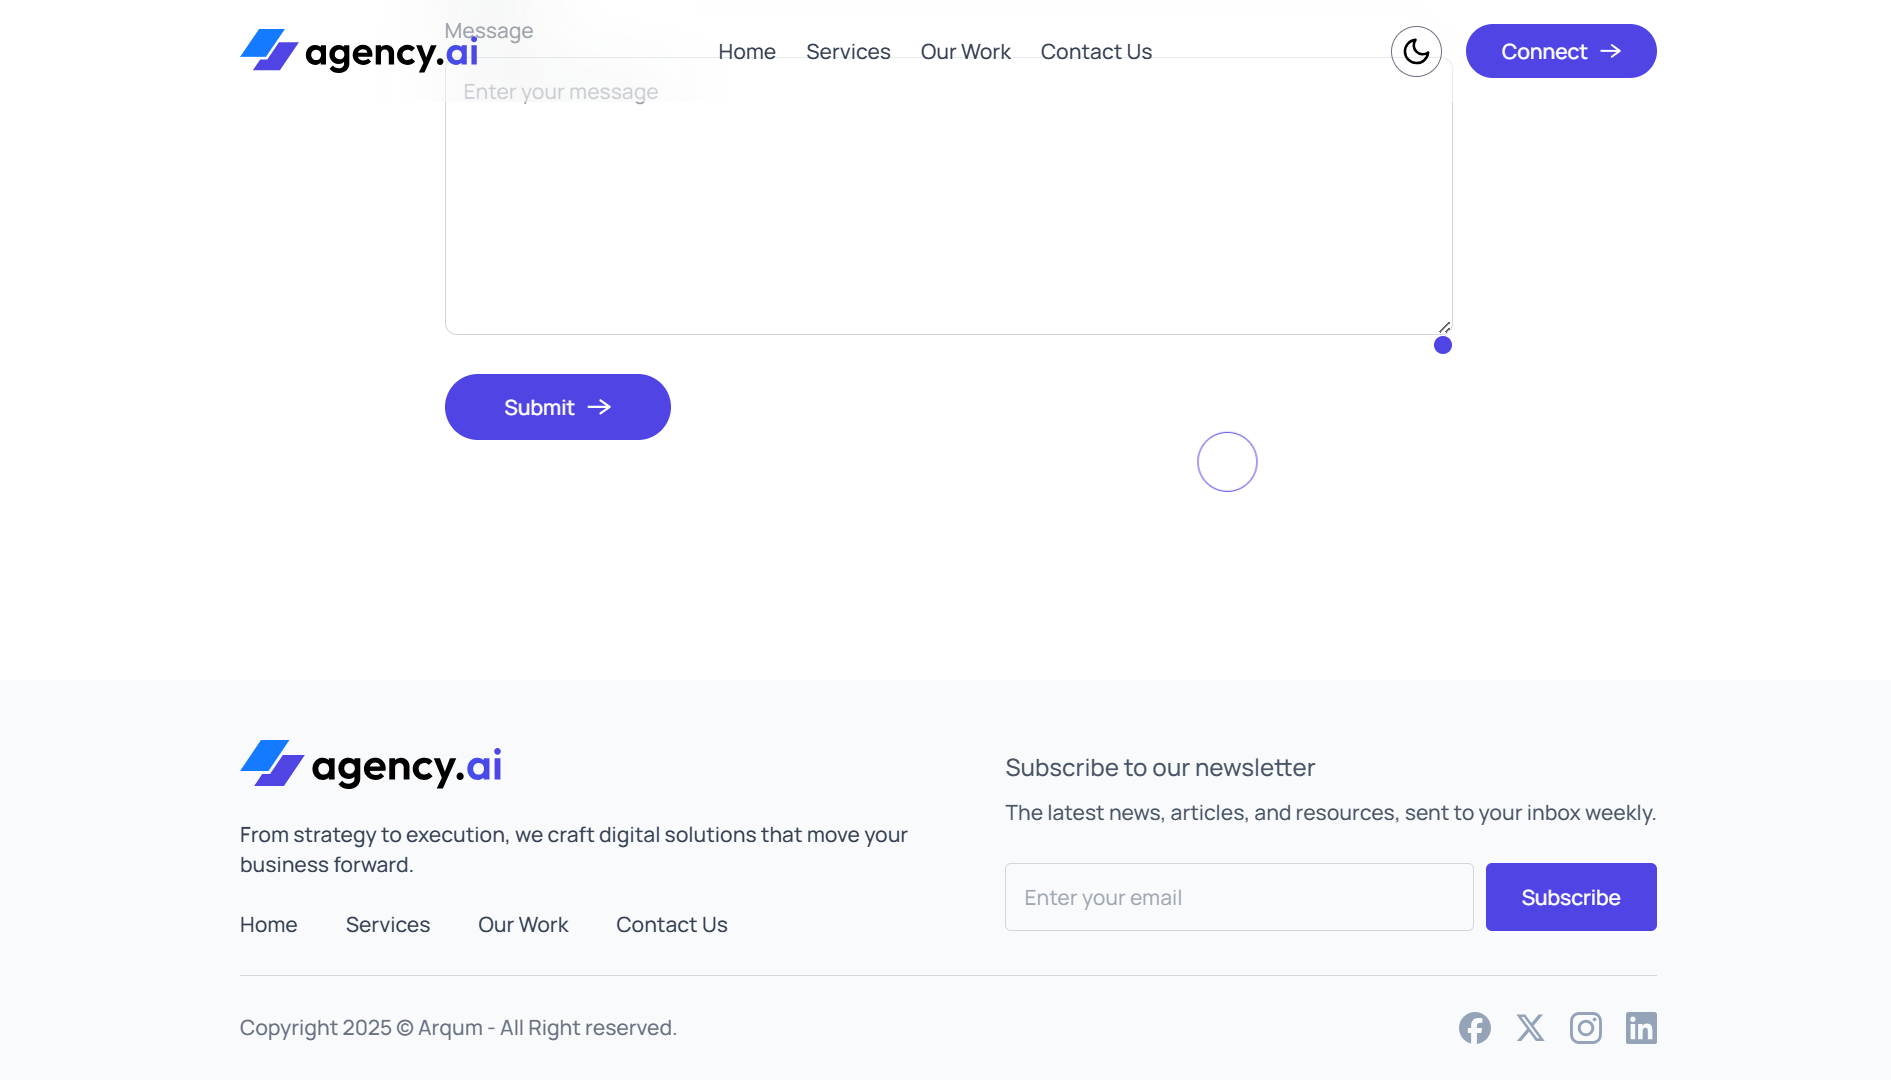 Message
agency.ai
Home
Services
Our Work
Contact Us
Connect
Enter your message
Submit
agency.ai
From strategy to execution, we craft digital solutions that move your
business forward.
Home
Services
Our Work
Contact Us
Subscribe to our newsletter
The latest news, articles, and resources, sent to your inbox weekly.
Enter your email
Subscribe
Copyright 2025 © Arqum - All Right reserved.